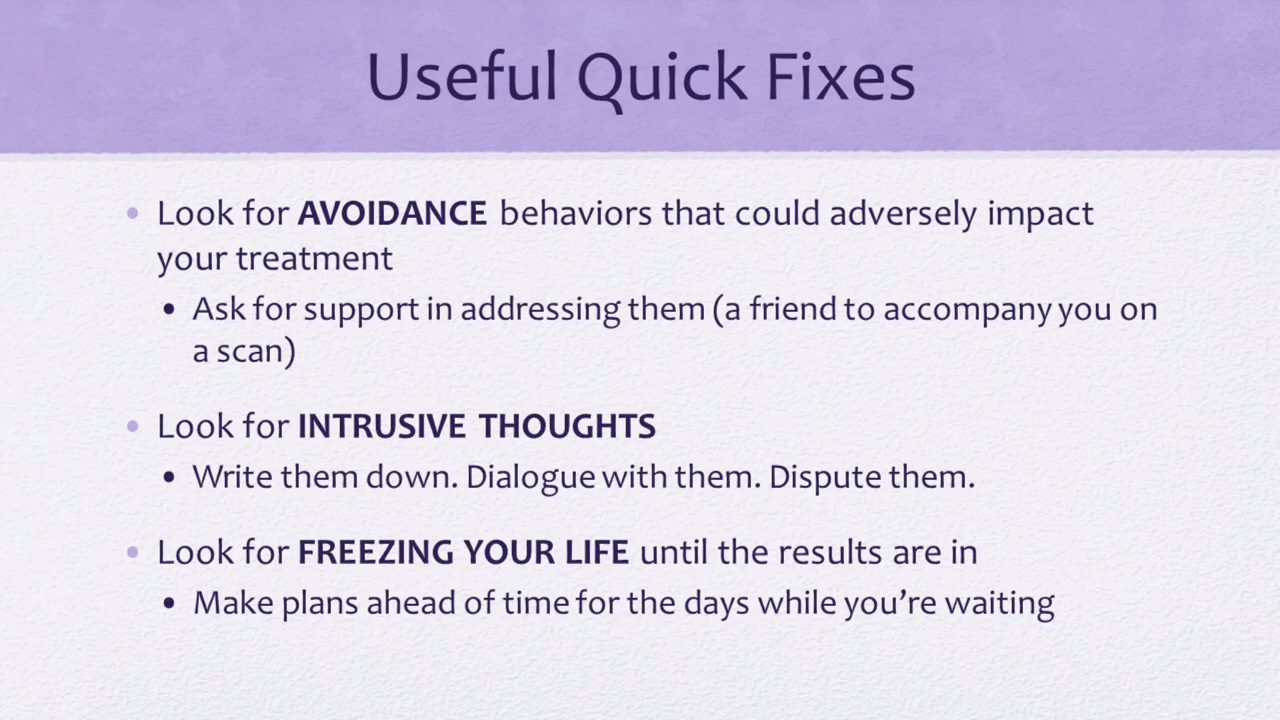 Useful Quick Fixes
• Look for AVOIDANCE behaviors that could adversely impact
your treatment
• Ask for support in addressing them (a friend to accompany you on
a scan)
• Look for INTRUSIVE THOUGHTS
• Write them down. Dialogue with them. Dispute them.
• Look for FREEZING YOUR LIFE until the results are in
• Make plans ahead of time for the days while you’re waiting